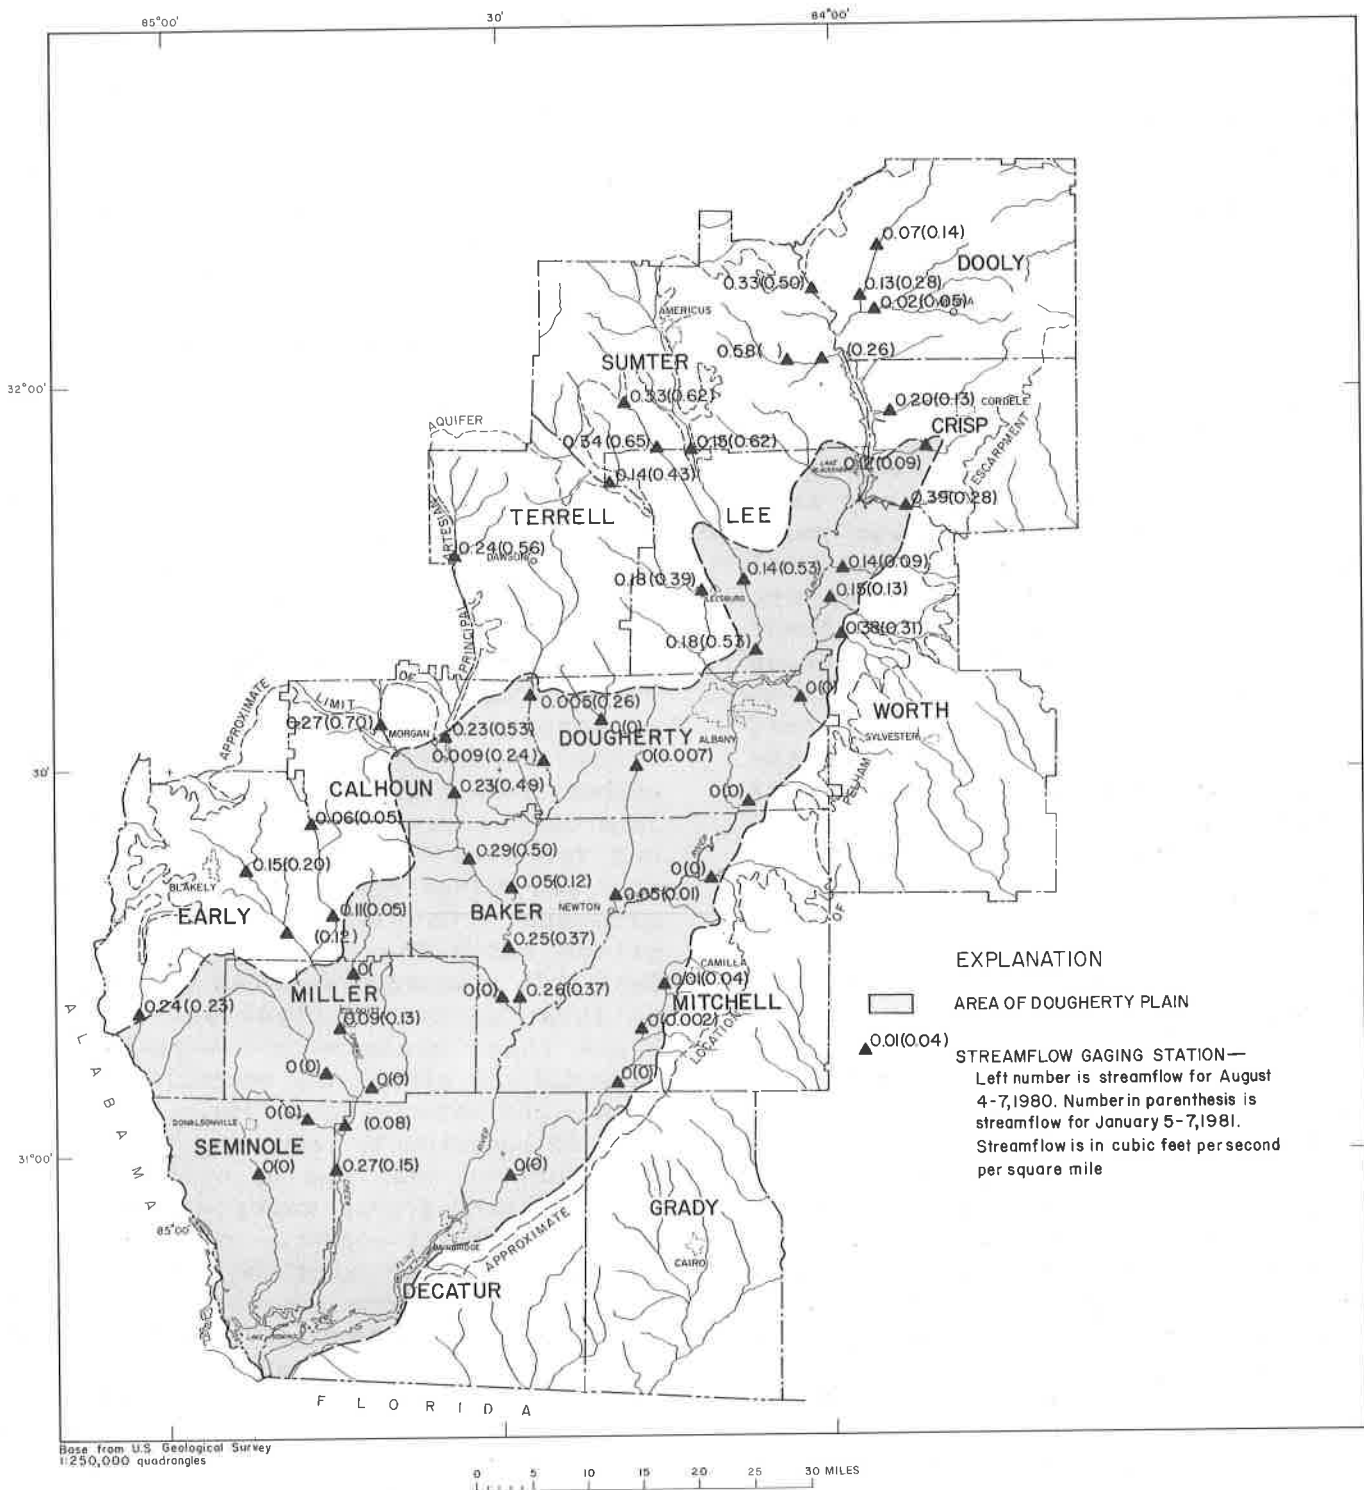 85°00'
30'
84°00'
0.07(0.14)
DOOLY
0.33(0.50)
0.13(0.28)
0.02(0.05)
AMERICUS
0.58( )
(0.26)
SUMTER
32°00'
0.33(0.62)
0.20(0.13)
CORDELE
CRISP
AQUIFER
0.34(0.65)
0.15(0.62)
0.12(0.09)
LAKE
ESCARPMENT
0.14(0.43)
0.39(0.28)
TERRELL
LEE
ARTESIAN
0.24(0.56)
DAWSON
0.14(0.53)
0.14(0.09)
0.18(0.39)
LEESBURG
0.15(0.13)
0.38(0.31)
0.18(0.53)
PRINCIPAL
OF
LIMIT
APPROXIMATE
0.005(0.26)
0(0)
0(0)
WORTH
0.27(0.70)
MORGAN
0.23(0.53)
DOUGHERTY
ALBANY
SYLVESTER
0.009(0.24)
0(0.007)
30'
CALHOUN
0.23(0.49)
0(0)
PELHAM
0.06(0.05)
0.29(0.50)
RIVER
0.15(0.20)
0(0)
BLAKELY
0.05(0.12)
0.05(0.01)
EARLY
0.11(0.05)
BAKER
NEWTON
OF
(0.12)
0.25(0.37)
EXPLANATION
CAMILLA
0( )
0.01(0.04)
MILLER
0(0)
0.26(0.37)
MITCHELL
AREA OF DOUGHERTY PLAIN
0.24(0.23)
0.09(0.13)
0(0.002)
LOCATION
0.01(0.04)
STREAMFLOW GAGING STATION—
Left number is streamflow for August
4-7,1980. Number in parenthesis is
streamflow for January 5-7,1981.
Streamflow is in cubic feet per second
per square mile
ALABAMA
0(0)
0(0)
0(0)
0(0)
DONALSONVILLE
(0.08)
SEMINOLE
RIVER
31°00'
0(0)
0.27(0.15)
0(0)
CREEK
GRADY
85°00'
APPROXIMATE
BAINBRIDGE
FLINT
CAIRO
DECATUR
LAKE SEMINOLE
FLORIDA
Base from U.S. Geological Survey
1:250,000 quadrangles
0 5 10 15 20 25 30 MILES